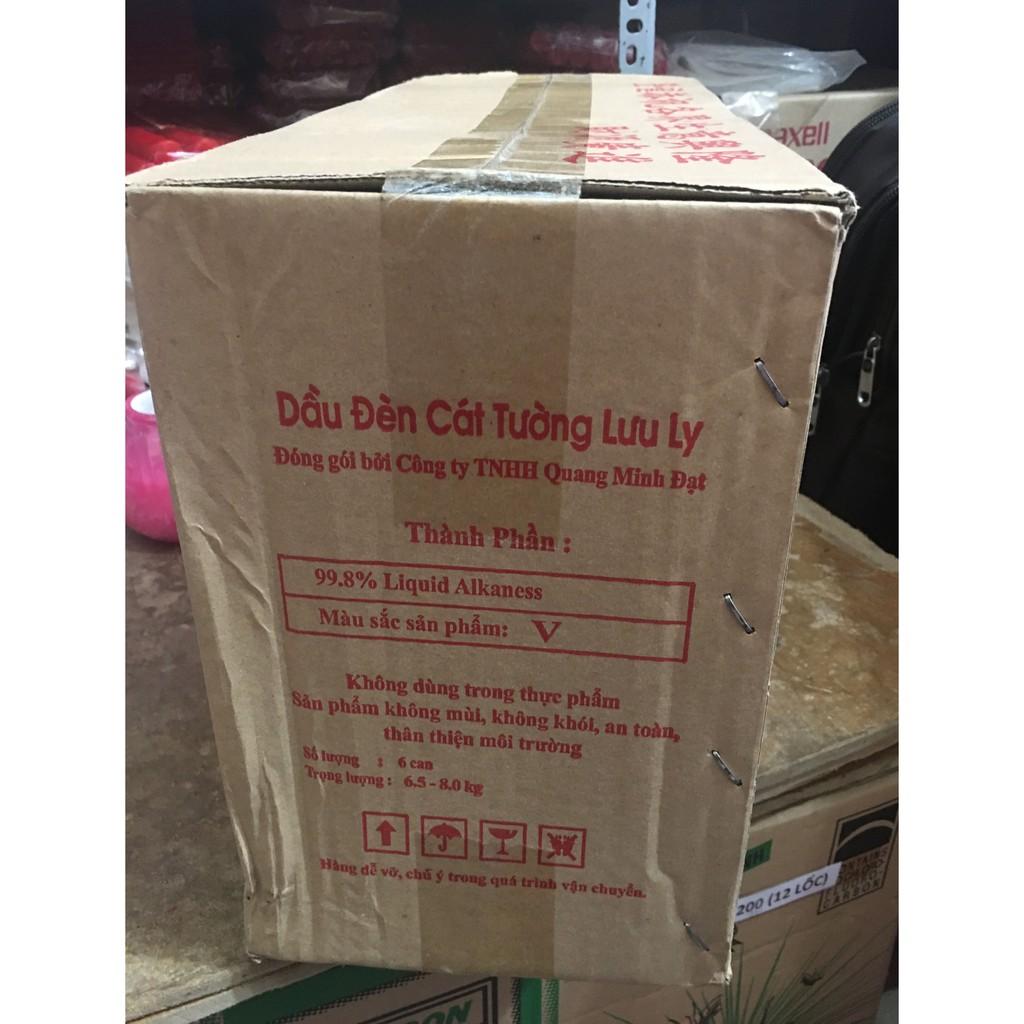 axell
Dầu Đèn Cát Tường Lưu Ly
Đóng gói bởi Công ty TNHH Quang Minh Đạt
Thành Phần :
99.8% Liquid Alkaness
Màu sắc sản phẩm: V
Không dùng trong thực phẩm
Sản phẩm không mùi, không khói, an toàn,
thân thiện môi trường
Số lượng : 6 can
Trọng lượng : 6.5 - 8.0 kg
Hàng dễ vỡ, chú ý trong quá trình vận chuyển.
200 (12 LỐC)
CARBON